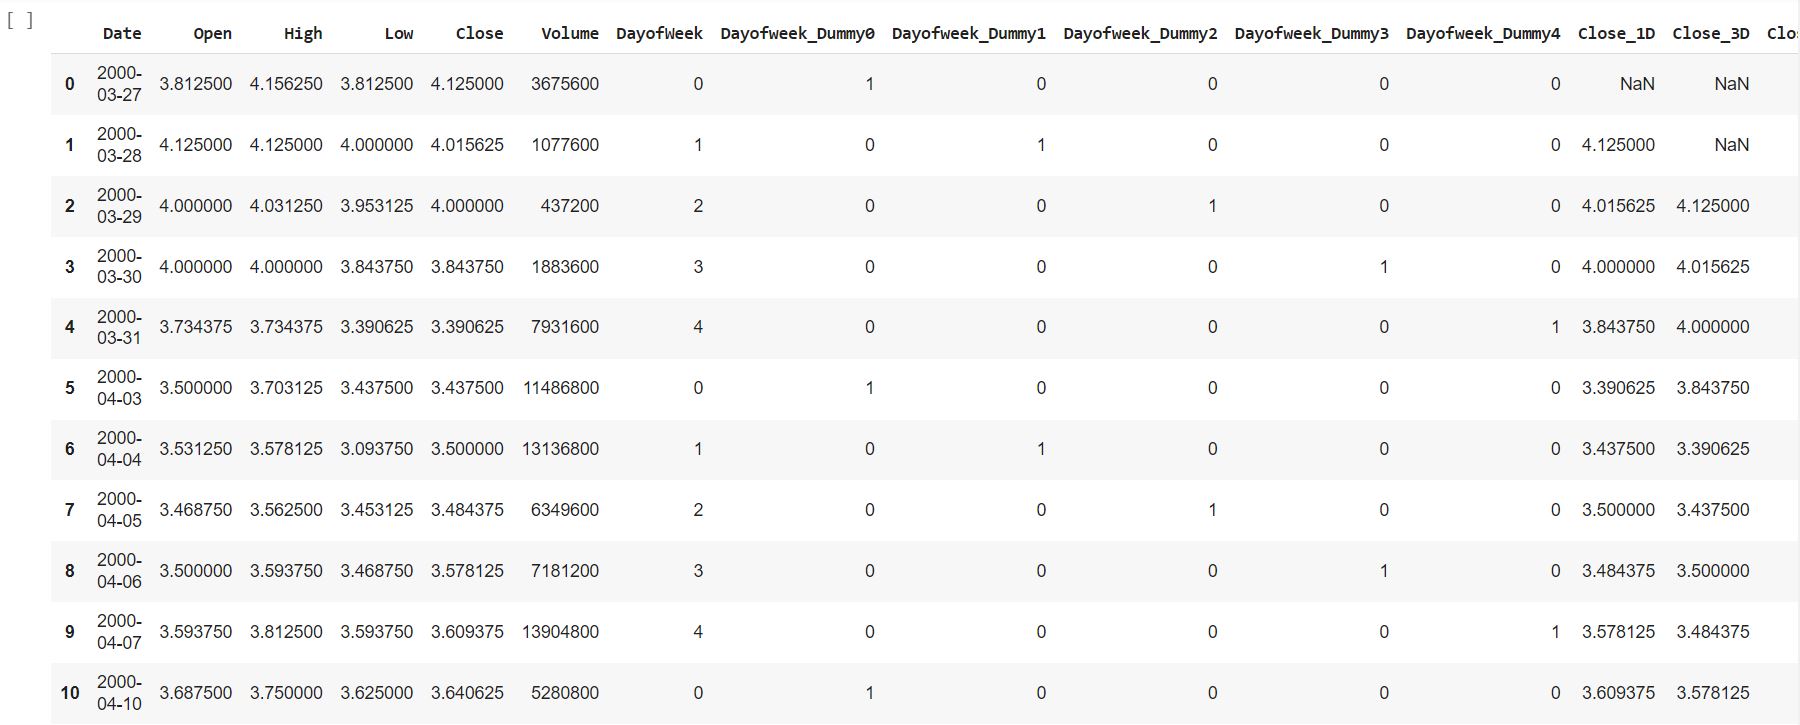 [ ]
Date Open High Low Close Volume DayofWeek Dayofweek_Dummy0 Dayofweek_Dummy1 Dayofweek_Dummy2 Dayofweek_Dummy3 Dayofweek_Dummy4 Close_1D Close_3D Clo
0 2000-03-27 3.812500 4.156250 3.812500 4.125000 3675600 0 1 0 0 0 0 NaN NaN
1 2000-03-28 4.125000 4.125000 4.000000 4.015625 1077600 1 0 1 0 0 0 4.125000 NaN
2 2000-03-29 4.000000 4.031250 3.953125 4.000000 437200 2 0 0 1 0 0 4.015625 4.125000
3 2000-03-30 4.000000 4.000000 3.843750 3.843750 1883600 3 0 0 0 1 0 4.000000 4.015625
4 2000-03-31 3.734375 3.734375 3.390625 3.390625 7931600 4 0 0 0 0 1 3.843750 4.000000
5 2000-04-03 3.500000 3.703125 3.437500 3.437500 11486800 0 1 0 0 0 0 3.390625 3.843750
6 2000-04-04 3.531250 3.578125 3.093750 3.500000 13136800 1 0 1 0 0 0 3.437500 3.390625
7 2000-04-05 3.468750 3.562500 3.453125 3.484375 6349600 2 0 0 1 0 0 3.500000 3.437500
8 2000-04-06 3.500000 3.593750 3.468750 3.578125 7181200 3 0 0 0 1 0 3.484375 3.500000
9 2000-04-07 3.593750 3.812500 3.593750 3.609375 13904800 4 0 0 0 0 1 3.578125 3.484375
10 2000-04-10 3.687500 3.750000 3.625000 3.640625 5280800 0 1 0 0 0 0 3.609375 3.578125